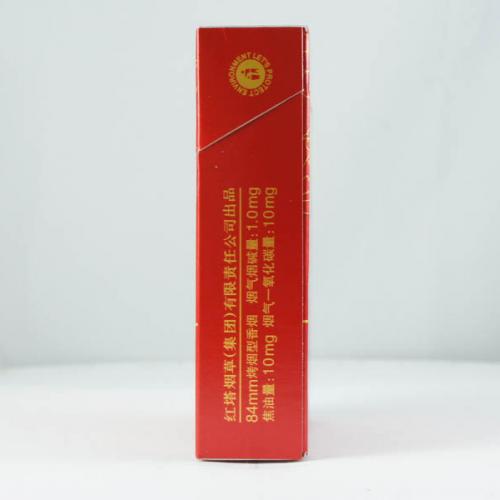 LET'S PROTECT ENVIRONMENT
红塔烟草(集团)有限责任公司出品
84mm烤烟型香烟 烟气烟碱量:1.0mg
焦油量:10mg 烟气一氧化碳量:10mg